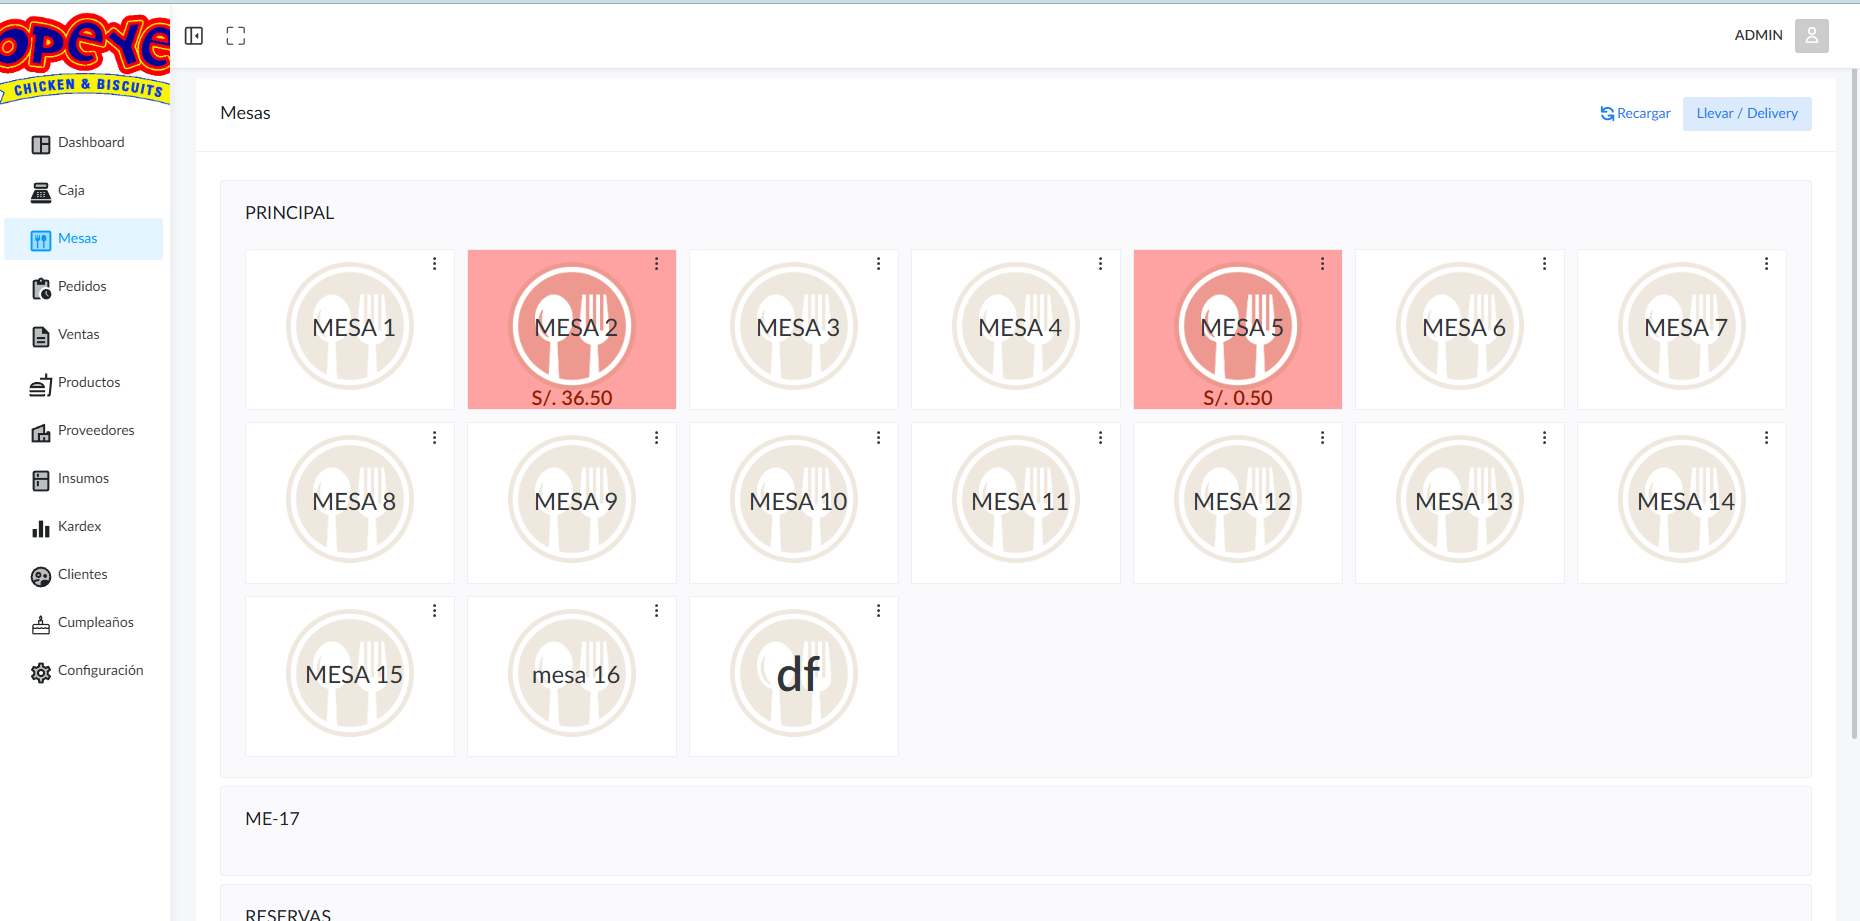 OPEYE
CHICKEN & BISCUITS
ADMIN
Dashboard
Caja
Mesas
Pedidos
Ventas
Productos
Proveedores
Insumos
Kardex
Clientes
Cumpleaños
Configuración
Mesas
Recargar
Llevar / Delivery
PRINCIPAL
MESA 1
MESA 2
S/. 36.50
MESA 3
MESA 4
MESA 5
S/. 0.50
MESA 6
MESA 7
MESA 8
MESA 9
MESA 10
MESA 11
MESA 12
MESA 13
MESA 14
MESA 15
mesa 16
df
ME-17
RESERVAS